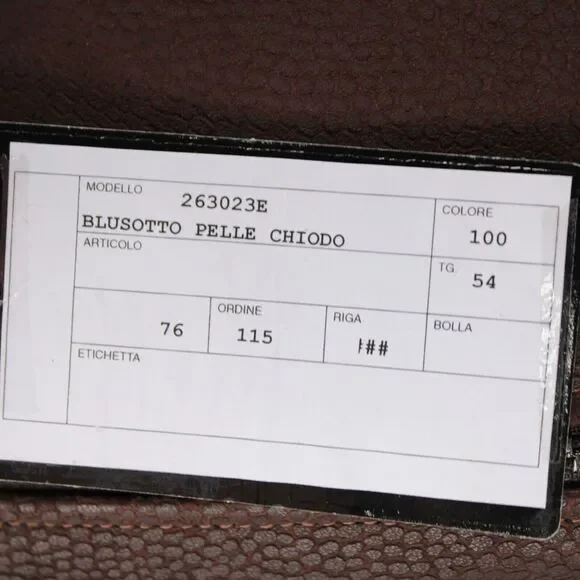 MODELLO 263023E
BLUSOTTO PELLE CHIODO
COLORE
100
ARTICOLO
TG. 54
76
ORDINE
115
RIGA
##
BOLLA
ETICHETTA